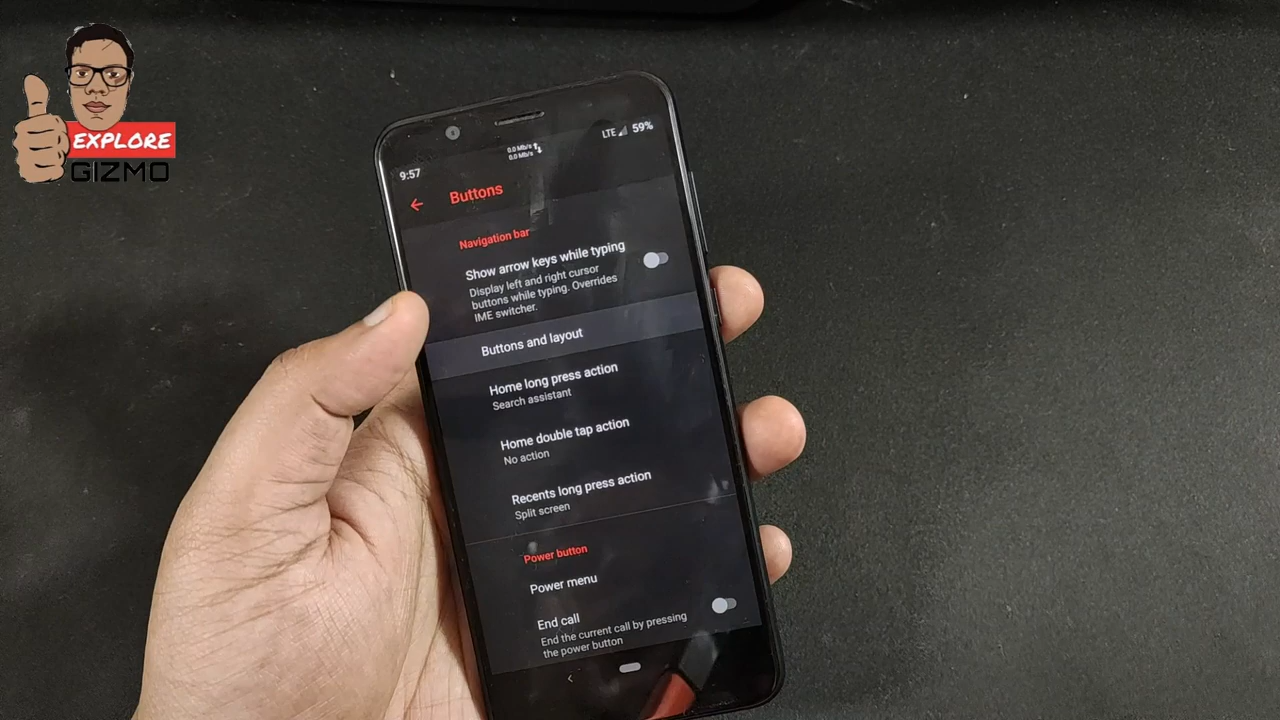 EXPLORE
GIZMO
LTE 59%
0.0 Mb/s
0.0 Mb/s
9:57
Buttons
Navigation bar
Show arrow keys while typing
Display left and right cursor
buttons while typing. Overrides
IME switcher.
Buttons and layout
Home long press action
Search assistant
Home double tap action
No action
Recents long press action
Split screen
Power button
Power menu
End call
End the current call by pressing
the power button